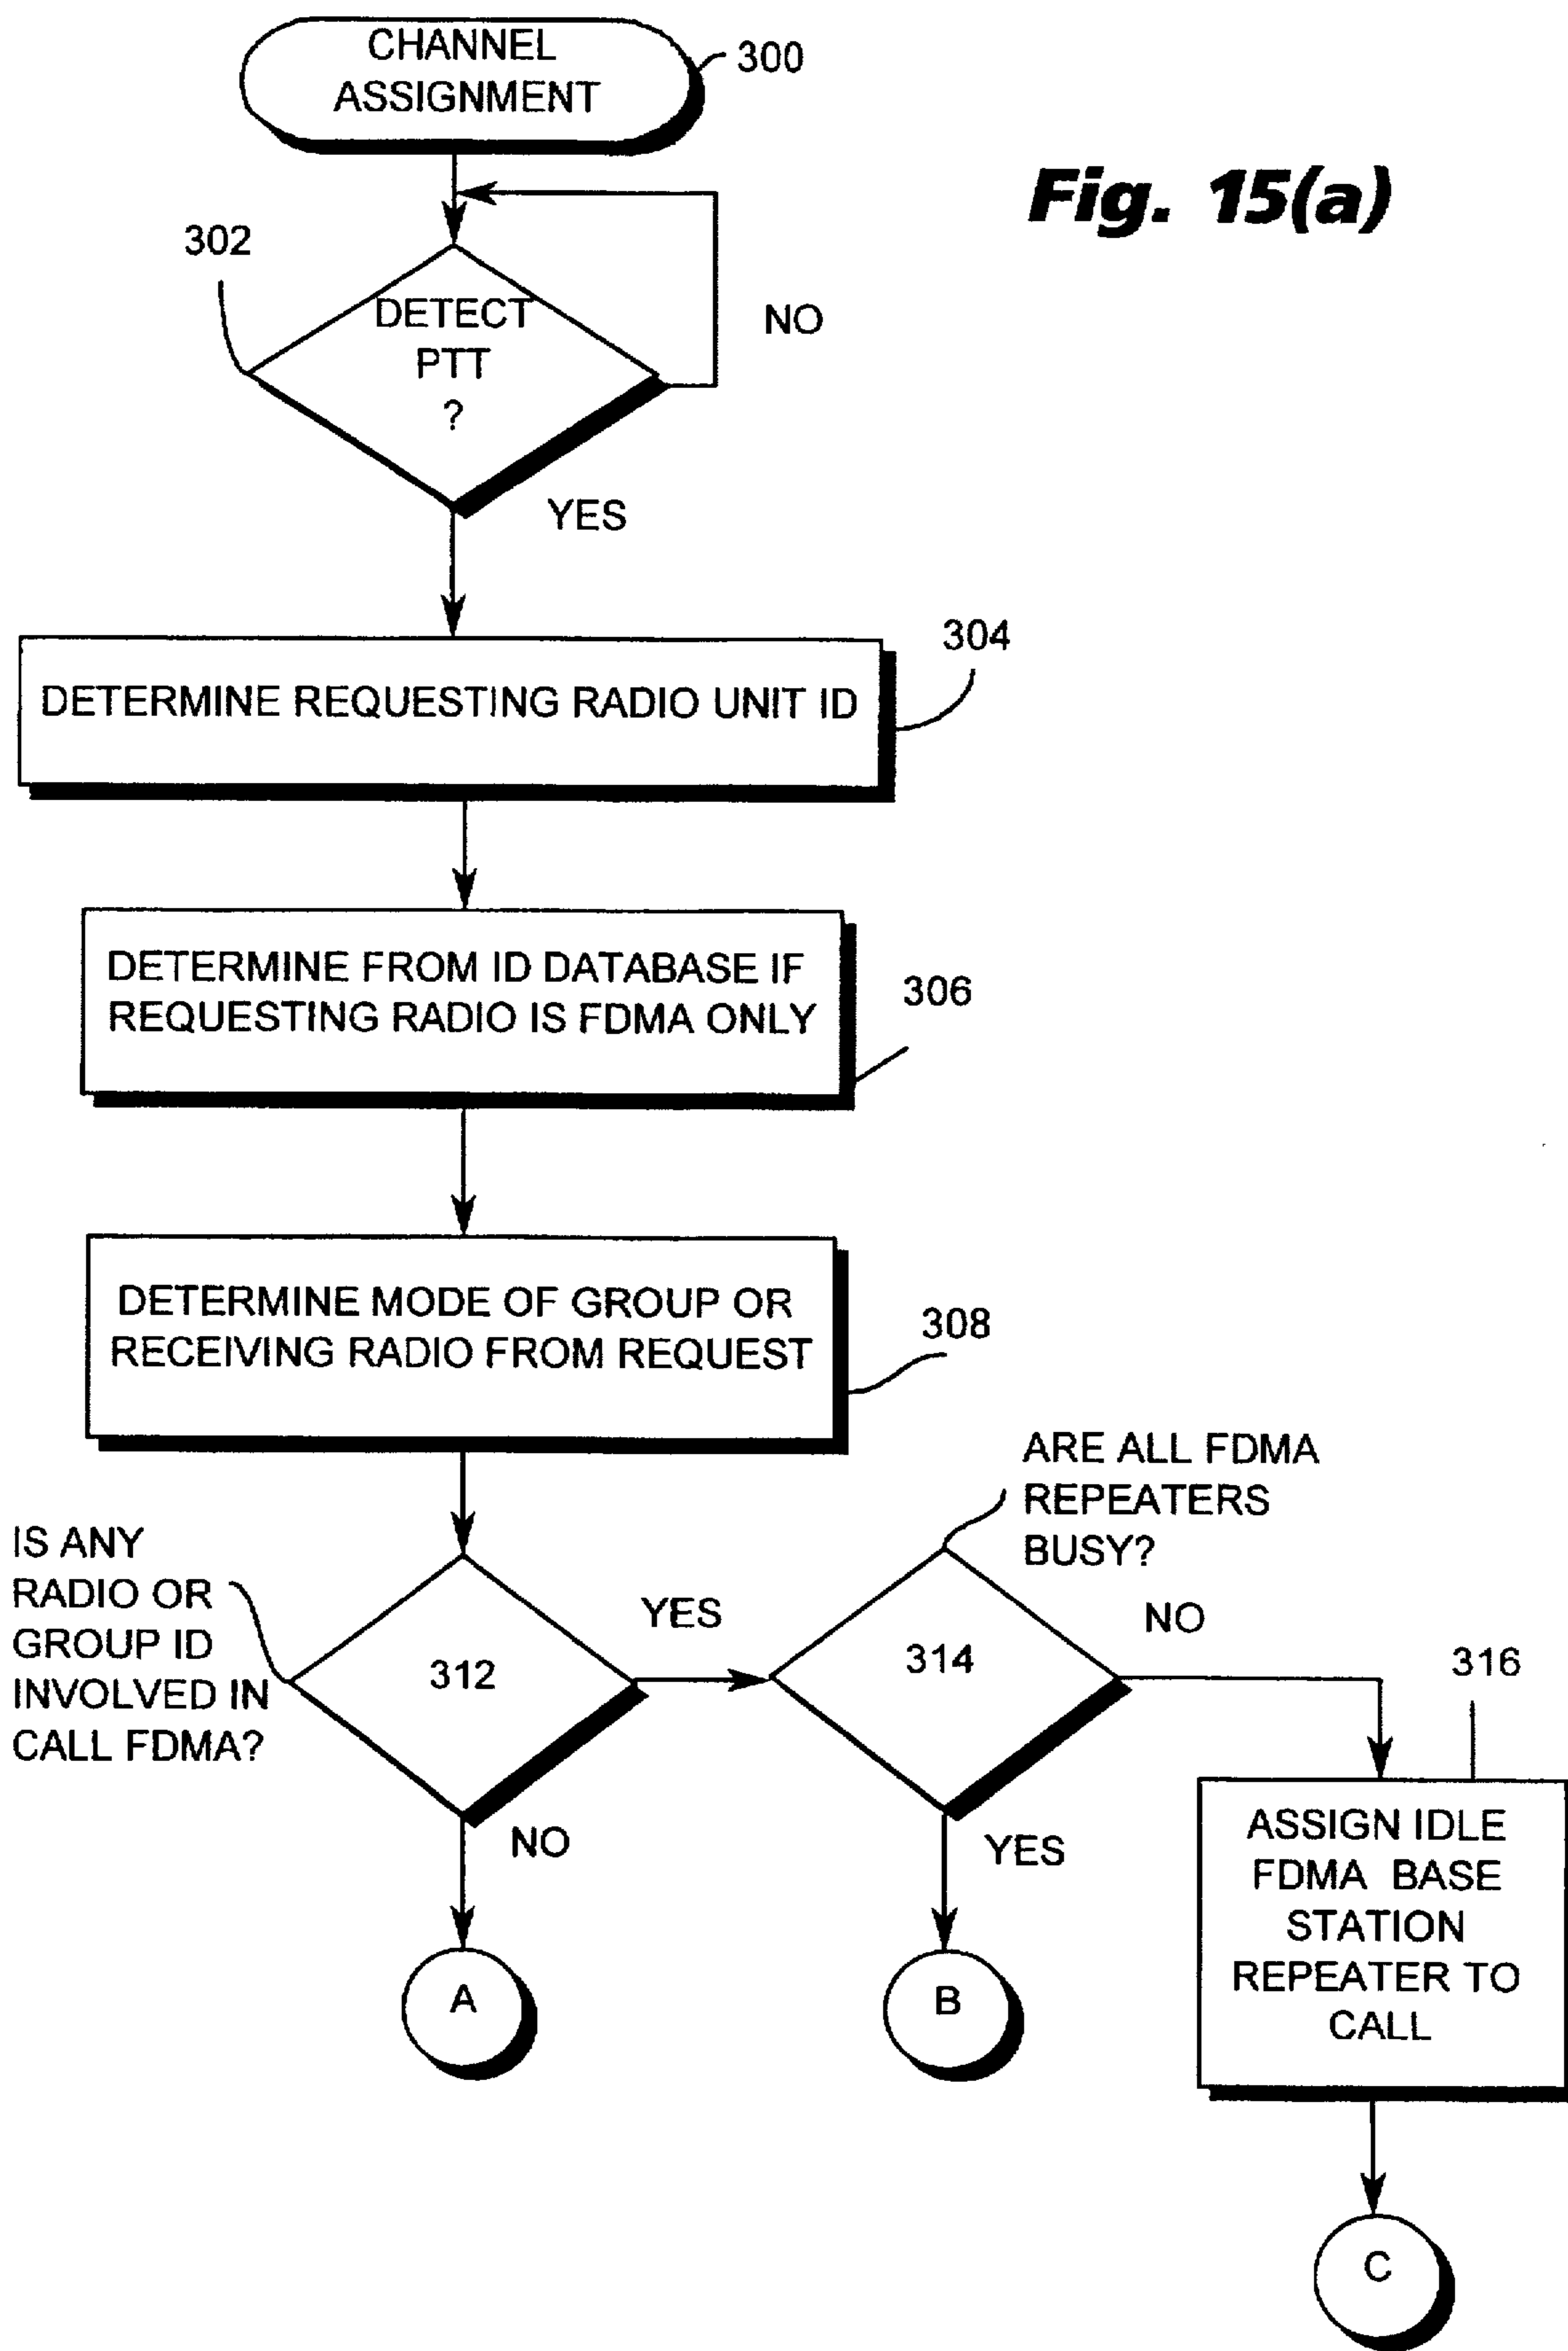 CHANNEL
ASSIGNMENT
300
Fig. 15(a)
302
DETECT
PTT
?
NO
YES
304
DETERMINE REQUESTING RADIO UNIT ID
DETERMINE FROM ID DATABASE IF
REQUESTING RADIO IS FDMA ONLY
306
DETERMINE MODE OF GROUP OR
RECEIVING RADIO FROM REQUEST
308
ARE ALL FDMA
REPEATERS
BUSY?
IS ANY
RADIO OR
GROUP ID
INVOLVED IN
CALL FDMA?
312
YES
314
NO
316
NO
YES
ASSIGN IDLE
FDMA BASE
STATION
REPEATER TO
CALL
A
B
C